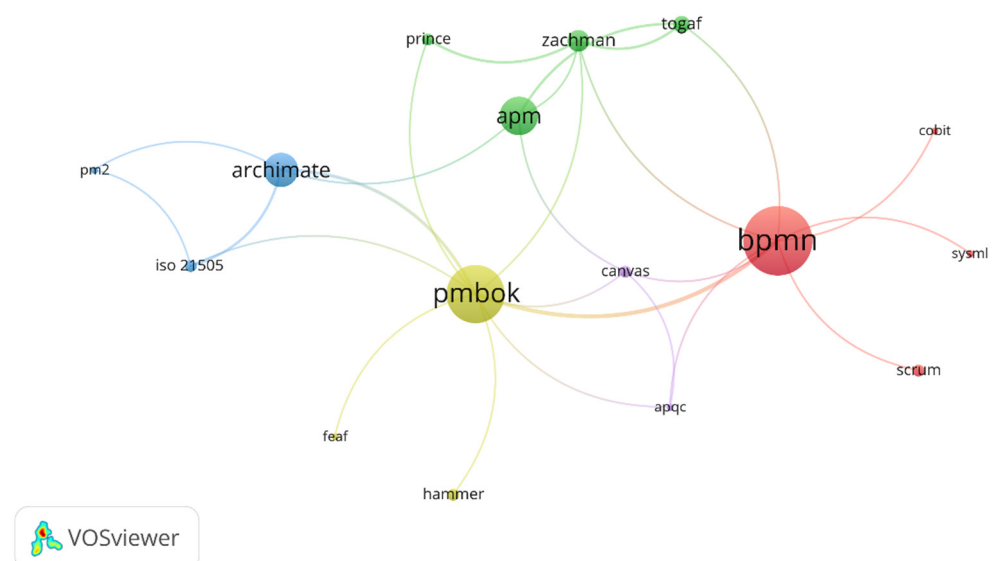 togaf
prince
zachman
apm
cobit
pm2
archimate
bpmn
sysml
iso 21505
canvas
pmbok
scrum
apqc
feaf
hammer
VOSviewer